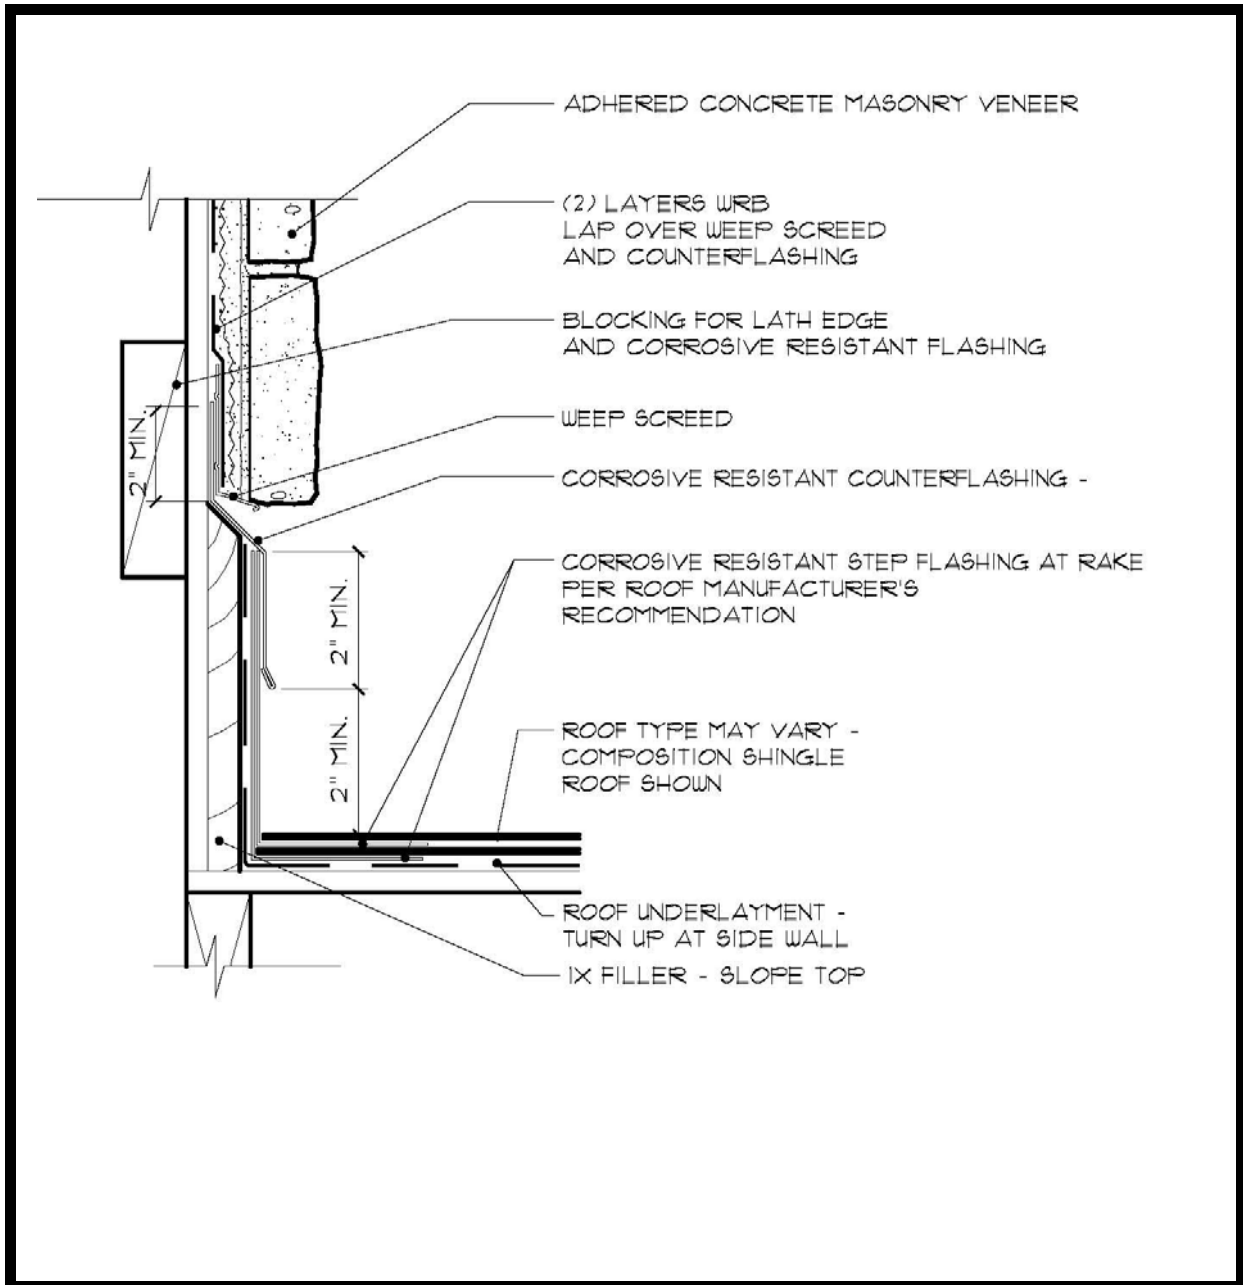 ADHERED CONCRETE MASONRY VENEER
(2) LAYERS WRB
LAP OVER WEEP SCREED
AND COUNTERFLASHING
BLOCKING FOR LATH EDGE
AND CORROSIVE RESISTANT FLASHING
2" MIN.
WEEP SCREED
CORROSIVE RESISTANT COUNTERFLASHING -
CORROSIVE RESISTANT STEP FLASHING AT RAKE
PER ROOF MANUFACTURER'S
RECOMMENDATION
2" MIN.
2" MIN.
ROOF TYPE MAY VARY -
COMPOSITION SHINGLE
ROOF SHOWN
ROOF UNDERLAYMENT -
TURN UP AT SIDE WALL
1X FILLER - SLOPE TOP